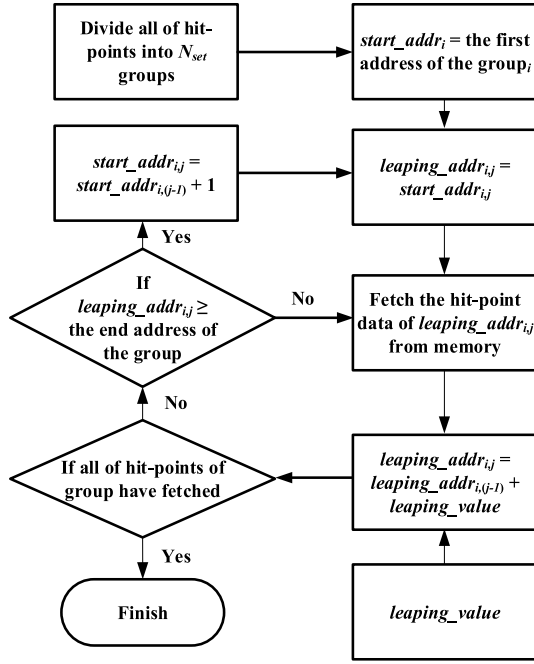 Divide all of hit-
points into N_set
groups
start_addr_i = the first
address of the group_i
start_addr_i,j =
start_addr_i,(j-1) + 1
leaping_addr_i,j =
start_addr_i,j
Yes
If
leaping_addr_i,j ≥
the end address of
the group
No
Fetch the hit-point
data of leaping_addr_i,j
from memory
No
If all of hit-points of
group have fetched
leaping_addr_i,j =
leaping_addr_i,(j-1) +
leaping_value
Yes
Finish
leaping_value